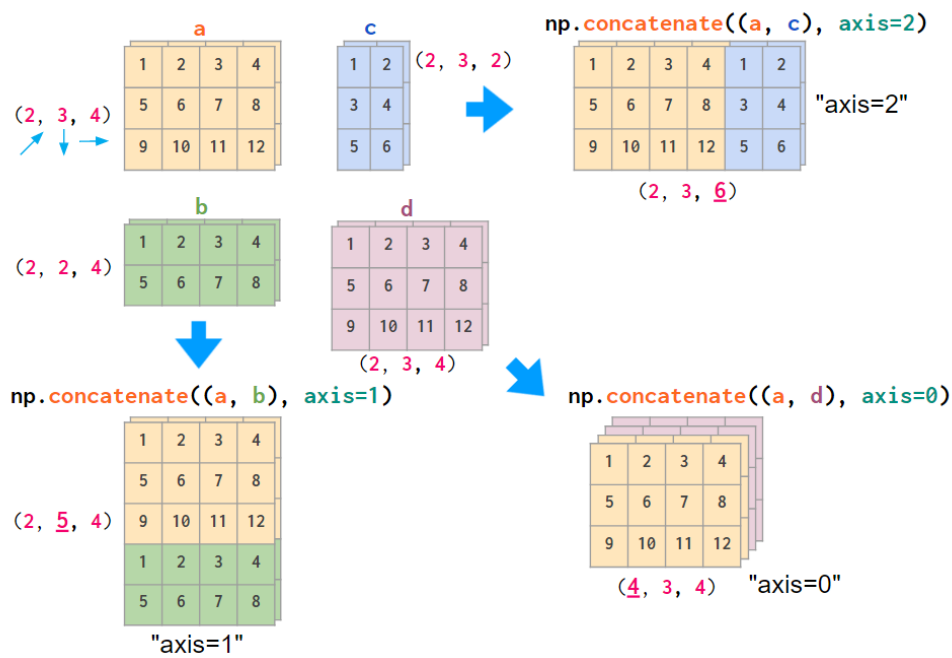 a
1 2 3 4
5 6 7 8
9 10 11 12
(2, 3, 4)
c
1 2
3 4
5 6
(2, 3, 2)
np.concatenate((a, c), axis=2)
1 2 3 4 1 2
5 6 7 8 3 4
9 10 11 12 5 6
"axis=2"
(2, 3, 6)
b
1 2 3 4
5 6 7 8
(2, 2, 4)
d
1 2 3 4
5 6 7 8
9 10 11 12
(2, 3, 4)
np.concatenate((a, b), axis=1)
1 2 3 4
5 6 7 8
9 10 11 12
1 2 3 4
5 6 7 8
(2, 5, 4)
"axis=1"
np.concatenate((a, d), axis=0)
1 2 3 4
5 6 7 8
9 10 11 12
(4, 3, 4)
"axis=0"